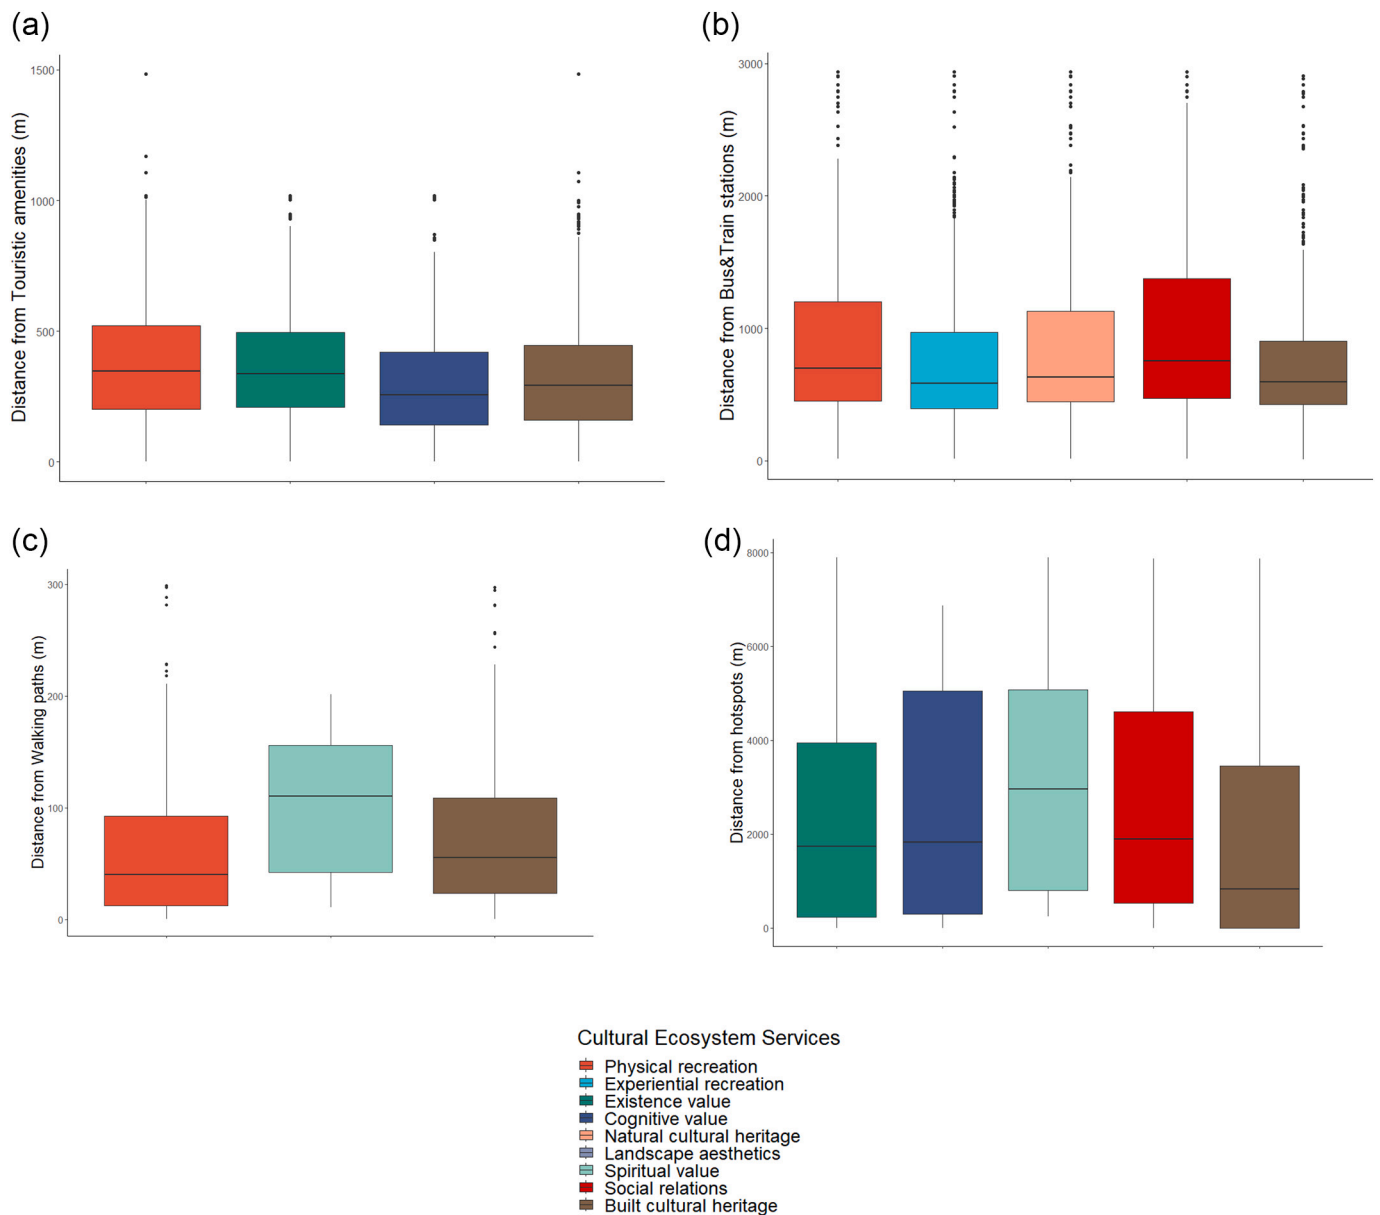 (a)
Distance from Touristic amenities (m)
1500
1000
500
0
(b)
Distance from Bus&Train stations (m)
3000
2000
1000
0
(c)
Distance from Walking paths (m)
300
200
100
0
(d)
Distance from hotspots (m)
8000
6000
4000
2000
0
Cultural Ecosystem Services
Physical recreation
Experiential recreation
Existence value
Cognitive value
Natural cultural heritage
Landscape aesthetics
Spiritual value
Social relations
Built cultural heritage